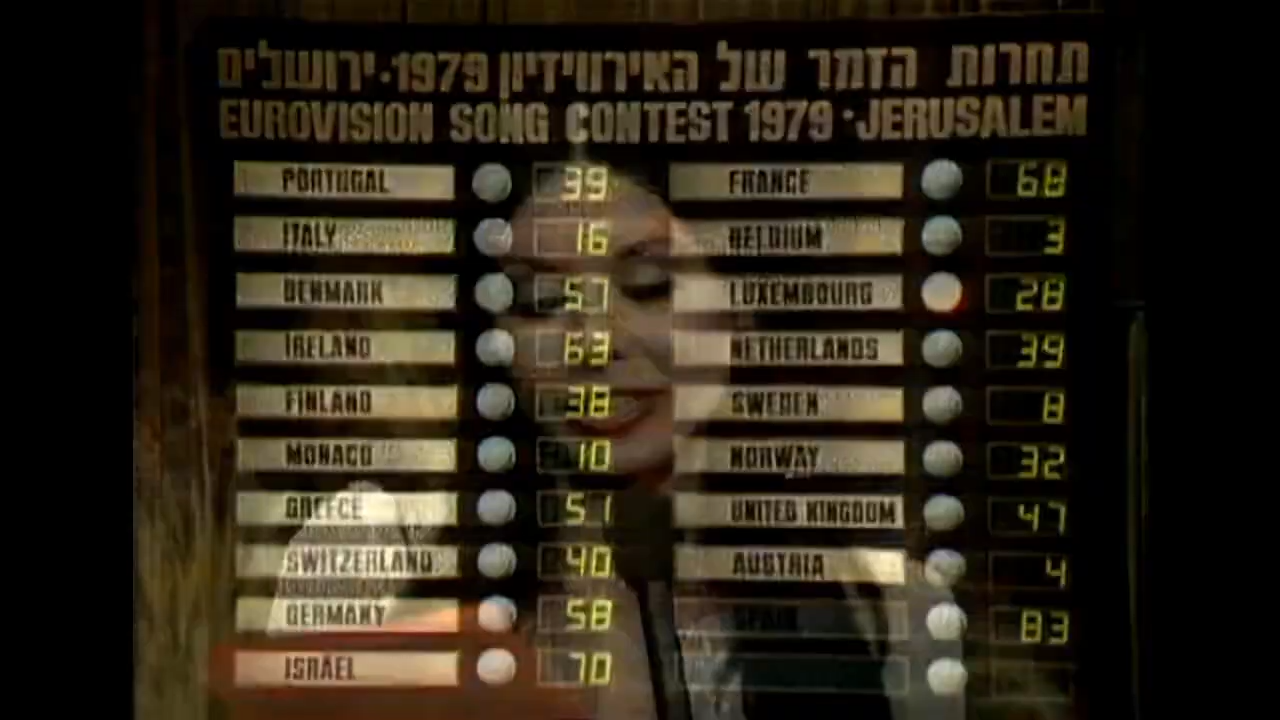 תחרות הזמר של האירוויזיון 1979·ירושלים
EUROVISION SONG CONTEST 1979·JERUSALEM
PORTUGAL 39 FRANCE 68
ITALY 16 BELGIUM 3
DENMARK 57 LUXEMBOURG 28
IRELAND 63 NETHERLANDS 39
FINLAND 38 SWEDEN 8
MONACO 10 NORWAY 32
GREECE 51 UNITED KINGDOM 47
SWITZERLAND 40 AUSTRIA 4
GERMANY 58 SPAIN 83
ISRAEL 70